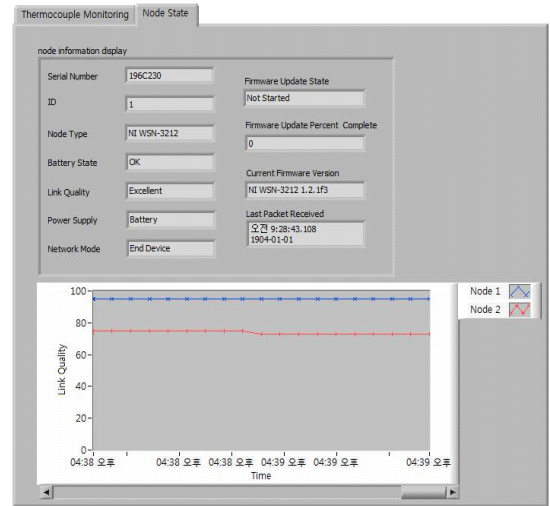 Thermocouple Monitoring
Node State
node information display
Serial Number
196C230
ID
1
Node Type
NI WSN-3212
Battery State
OK
Link Quality
Excellent
Power Supply
Battery
Network Mode
End Device
Firmware Update State
Not Started
Firmware Update Percent Complete
0
Current Firmware Version
NI WSN-3212 1.2.1f3
Last Packet Received
오전 9:28:43.108
1904-01-01
Node 1
Node 2
Link Quality
100
80
60
40
20
0
04:38 오후 04:38 오후 04:38 오후 04:39 오후 04:39 오후 04:39 오후
Time